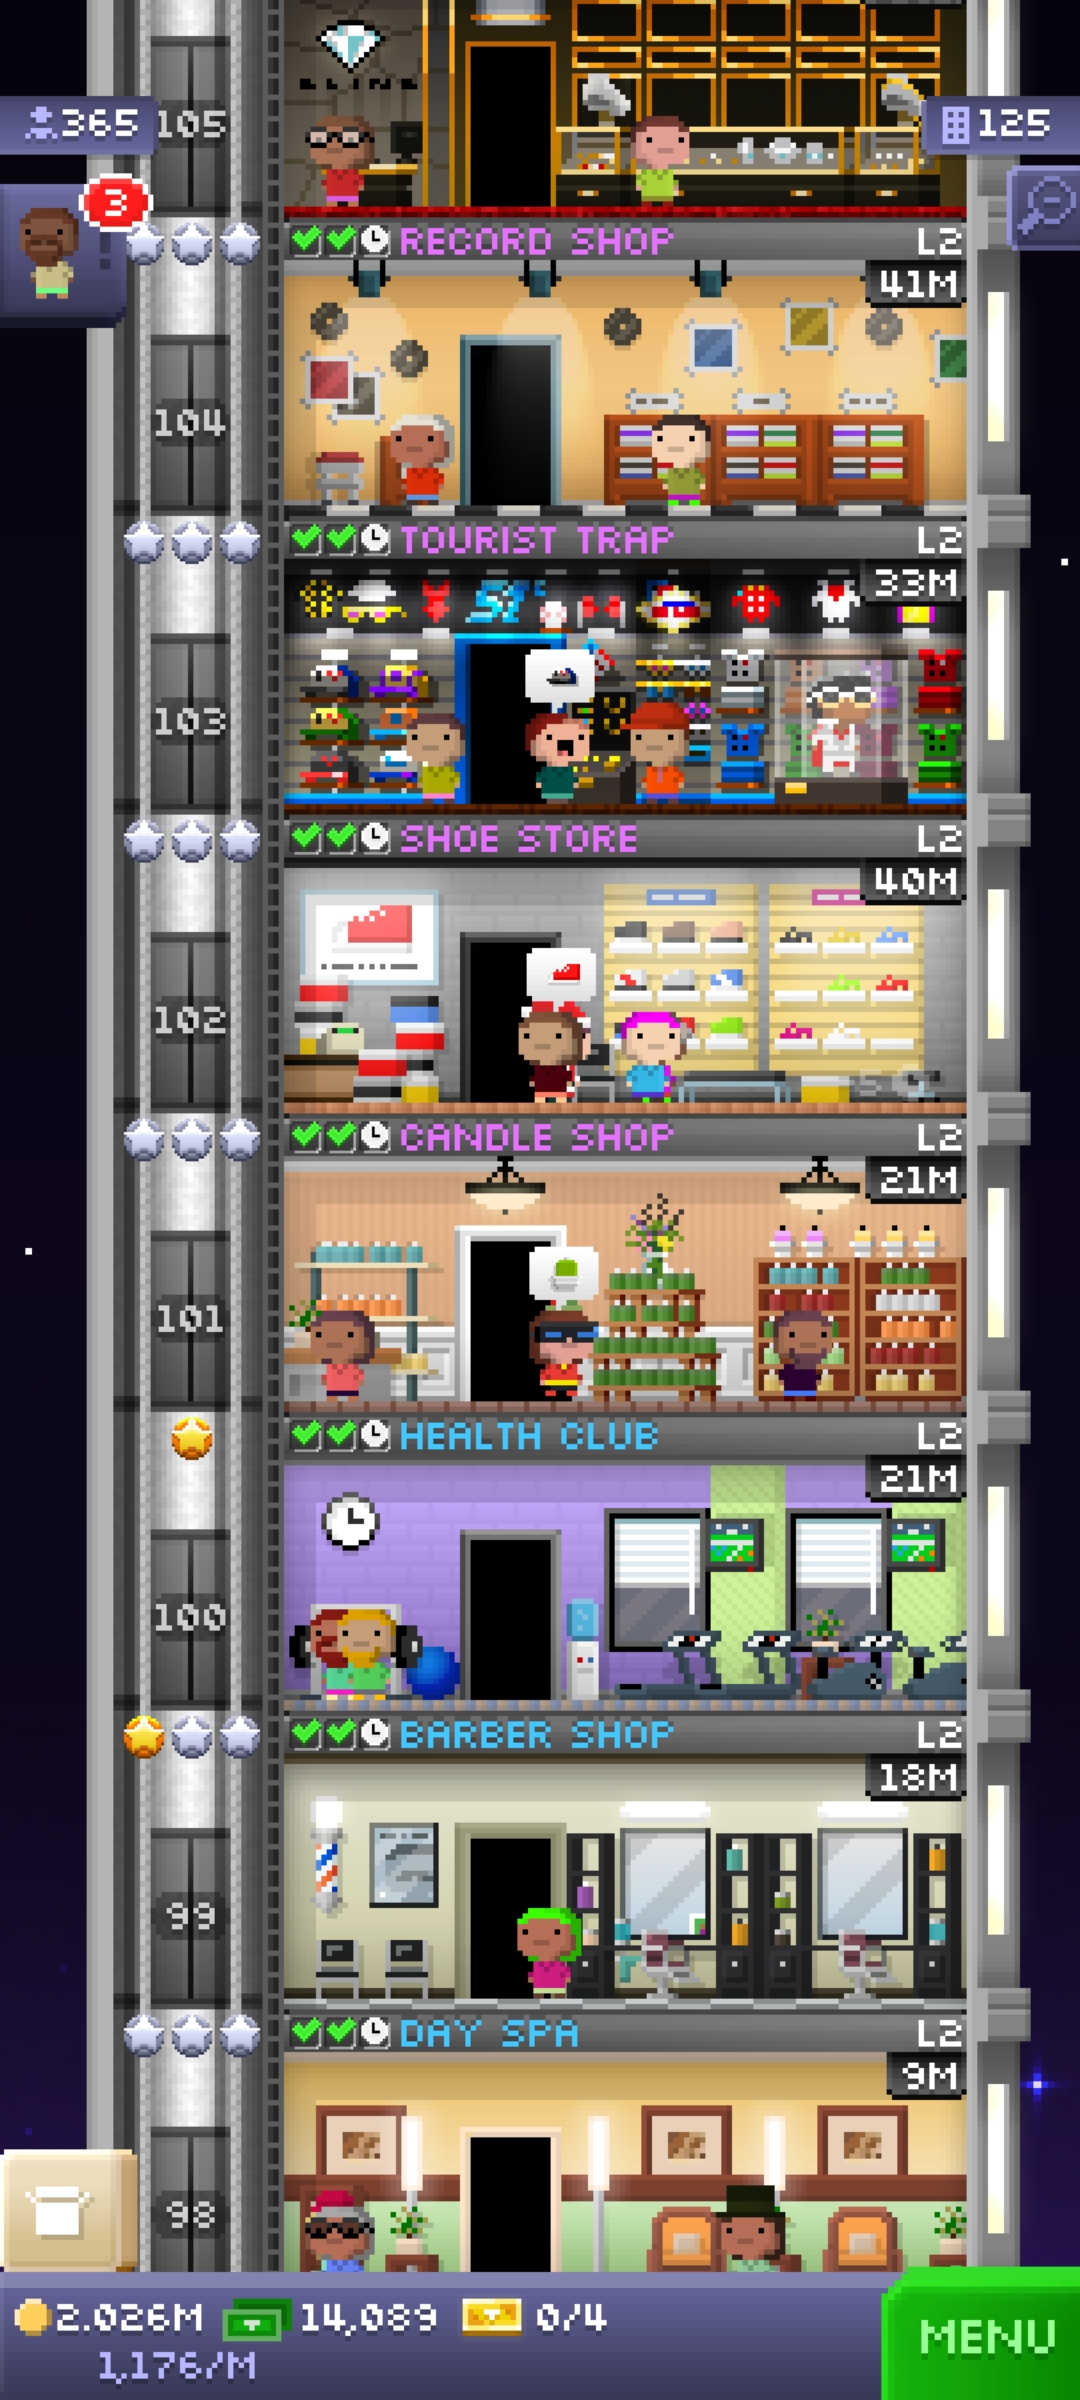 BLING
365
105
125
3
RECORD SHOP L2
41M
104
TOURIST TRAP L2
33M
103
SHOE STORE L2
40M
102
CANDLE SHOP L2
21M
101
HEALTH CLUB L2
21M
100
BARBER SHOP L2
18M
99
DAY SPA L2
9M
98
2.026M 14,089 0/4
1,176/M
MENU